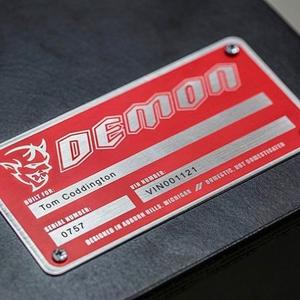 DEMON
BUILT FOR:
Tom Coddington
VIN NUMBER:
VIN001121
SERIAL NUMBER:
0757
DESIGNED IN AUBURN HILLS, MICHIGAN // DOMESTIC. NOT DOMESTICATED